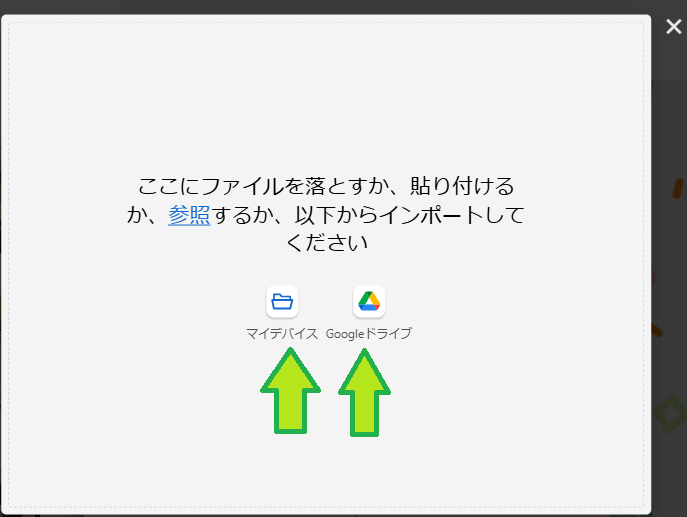 ここにファイルを落とすか、貼り付ける
か、参照するか、以下からインポートして
ください
マイデバイス Googleドライブ